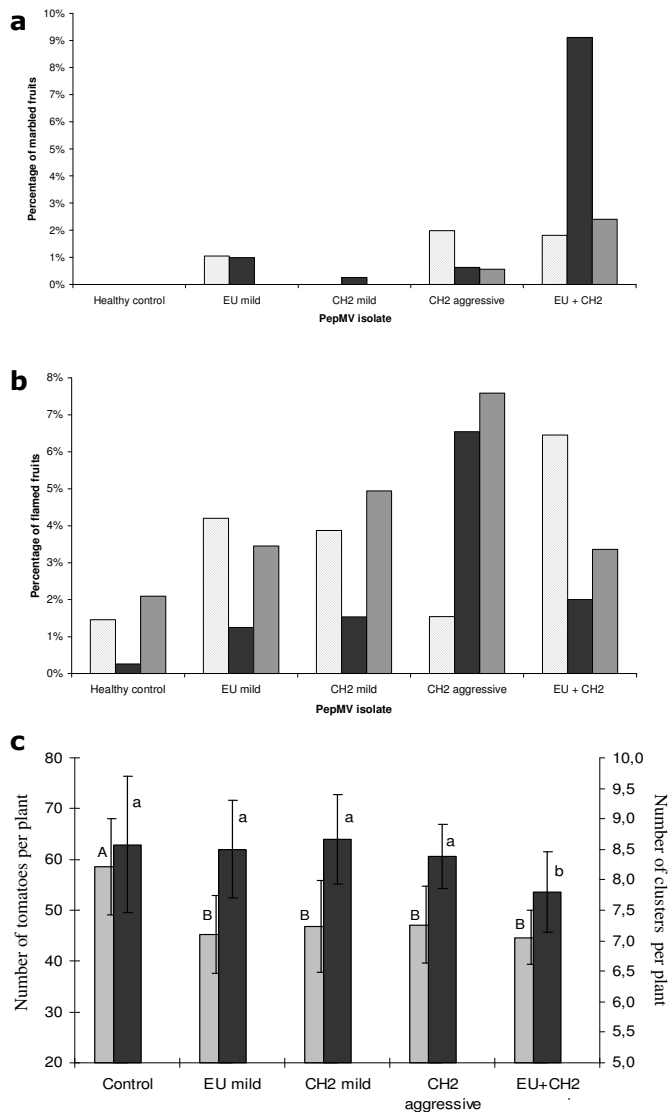 a
Percentage of marbled fruits
10%
9%
8%
7%
6%
5%
4%
3%
2%
1%
0%
Healthy control
EU mild
CH2 mild
CH2 aggressive
EU + CH2
PepMV isolate
b
Percentage of flamed fruits
8%
7%
6%
5%
4%
3%
2%
1%
0%
Healthy control
EU mild
CH2 mild
CH2 aggressive
EU + CH2
PepMV isolate
c
Number of tomatoes per plant
80
70
60
50
40
30
20
A
a
B
a
B
a
B
a
B
b
10,0
9,5
9,0
8,5
8,0
7,5
7,0
6,5
6,0
5,5
5,0
Number of clusters per plant
Control
EU mild
CH2 mild
CH2
aggressive
EU+CH2